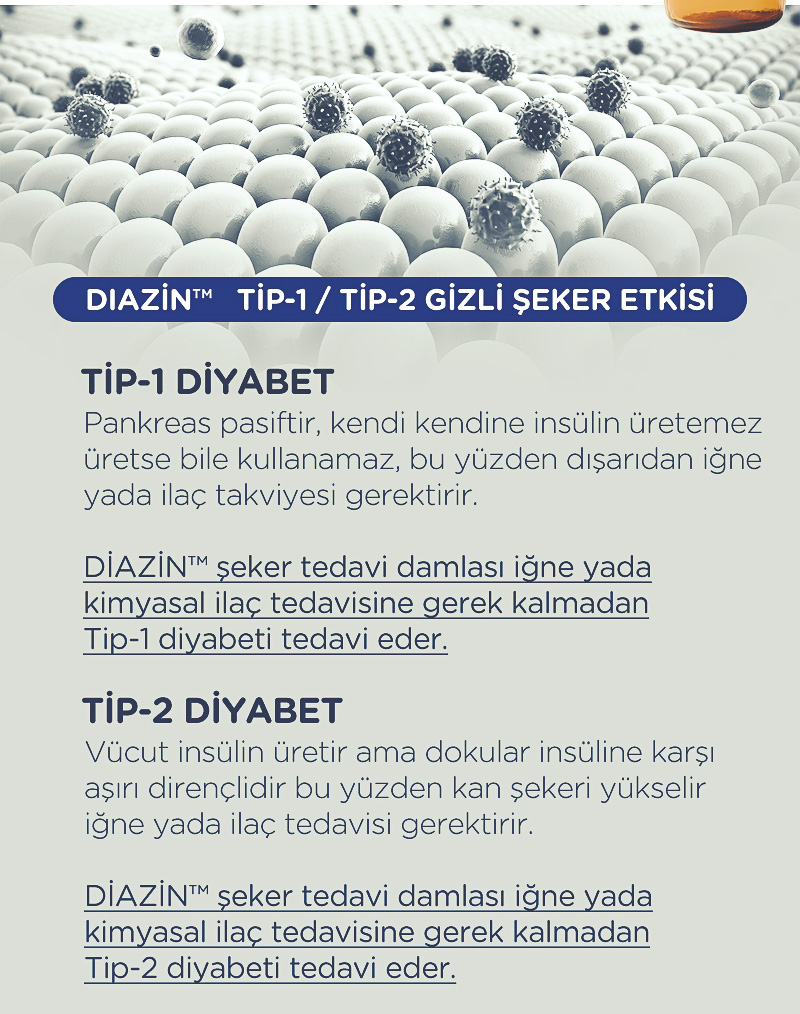 DIAZİN™ TİP-1 / TİP-2 GİZLİ ŞEKER ETKİSİ
TİP-1 DİYABET
Pankreas pasiftir, kendi kendine insülin üretemez
üretse bile kullanamaz, bu yüzden dışarıdan iğne
yada ilaç takviyesi gerektirir.
DİAZİN™ şeker tedavi damlası iğne yada
kimyasal ilaç tedavisine gerek kalmadan
Tip-1 diyabeti tedavi eder.
TİP-2 DİYABET
Vücut insülin üretir ama dokular insüline karşı
aşırı dirençlidir bu yüzden kan şekeri yükselir
iğne yada ilaç tedavisi gerektirir.
DİAZİN™ şeker tedavi damlası iğne yada
kimyasal ilaç tedavisine gerek kalmadan
Tip-2 diyabeti tedavi eder.